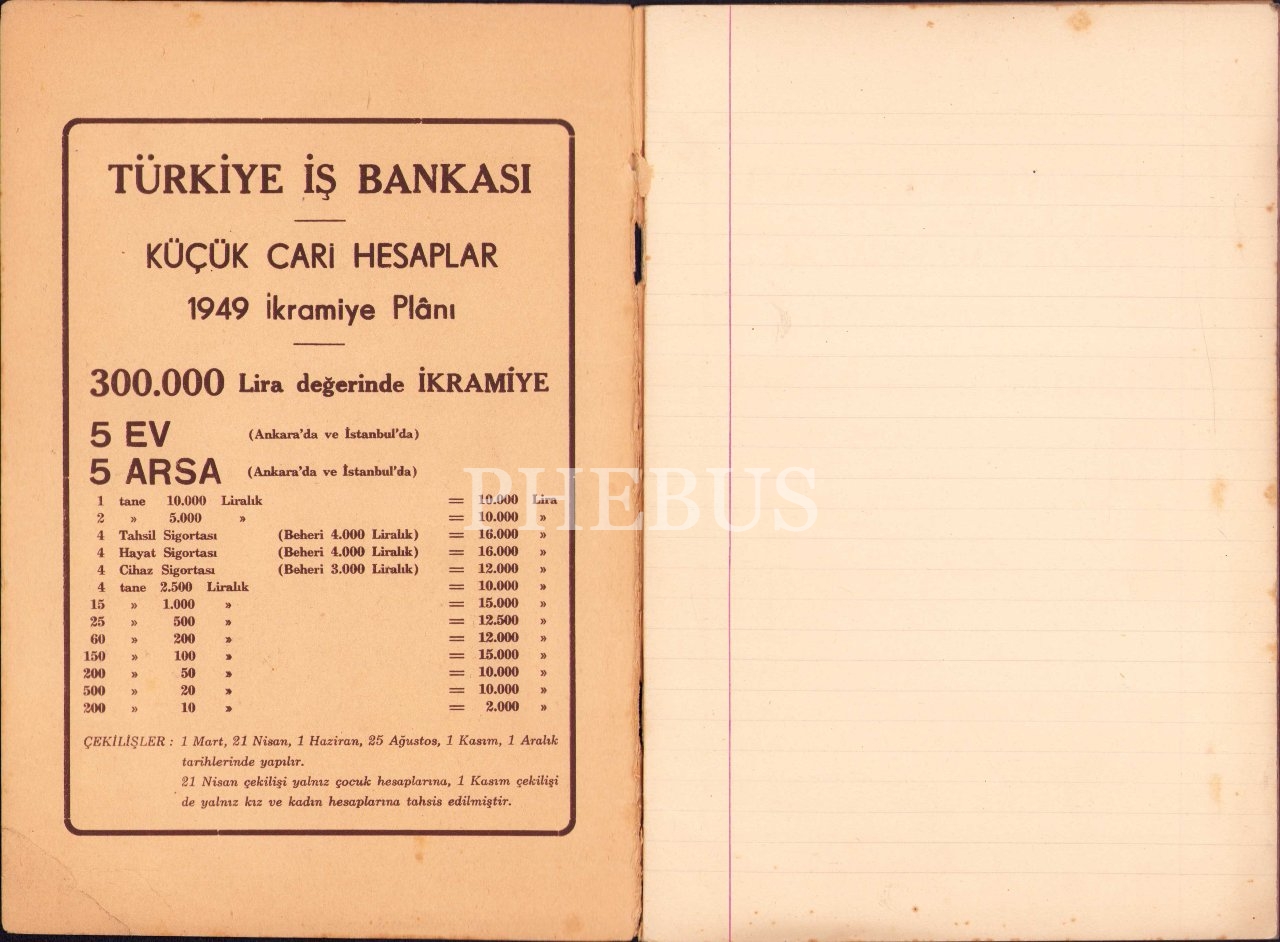 TÜRKİYE İŞ BANKASI
KÜÇÜK CARİ HESAPLAR
1949 İkramiye Plânı
300.000 Lira değerinde İKRAMİYE
5 EV (Ankara'da ve İstanbul'da)
5 ARSA (Ankara'da ve İstanbul'da)
1 tane 10.000 Liralık = 10.000 Lira
2 » 5.000 » = 10.000 »
4 Tahsil Sigortası (Beheri 4.000 Liralık) = 16.000 »
4 Hayat Sigortası (Beheri 4.000 Liralık) = 16.000 »
4 Cihaz Sigortası (Beheri 3.000 Liralık) = 12.000 »
4 tane 2.500 Liralık = 10.000 »
15 » 1.000 » = 15.000 »
25 » 500 » = 12.500 »
60 » 200 » = 12.000 »
150 » 100 » = 15.000 »
200 » 50 » = 10.000 »
500 » 20 » = 10.000 »
200 » 10 » = 2.000 »
ÇEKİLİŞLER : 1 Mart, 21 Nisan, 1 Haziran, 25 Ağustos, 1 Kasım, 1 Aralık
tarihlerinde yapılır.
21 Nisan çekilişi yalnız çocuk hesaplarına, 1 Kasım çekilişi
de yalnız kız ve kadın hesaplarına tahsis edilmiştir.
PHEBUS